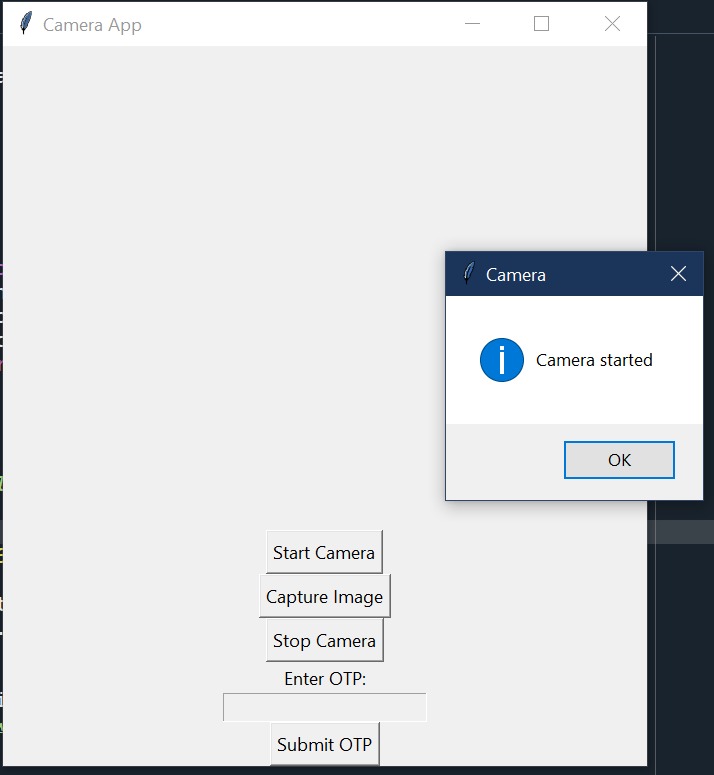 Camera App
Camera
Camera started
OK
Start Camera
Capture Image
Stop Camera
Enter OTP:
Submit OTP